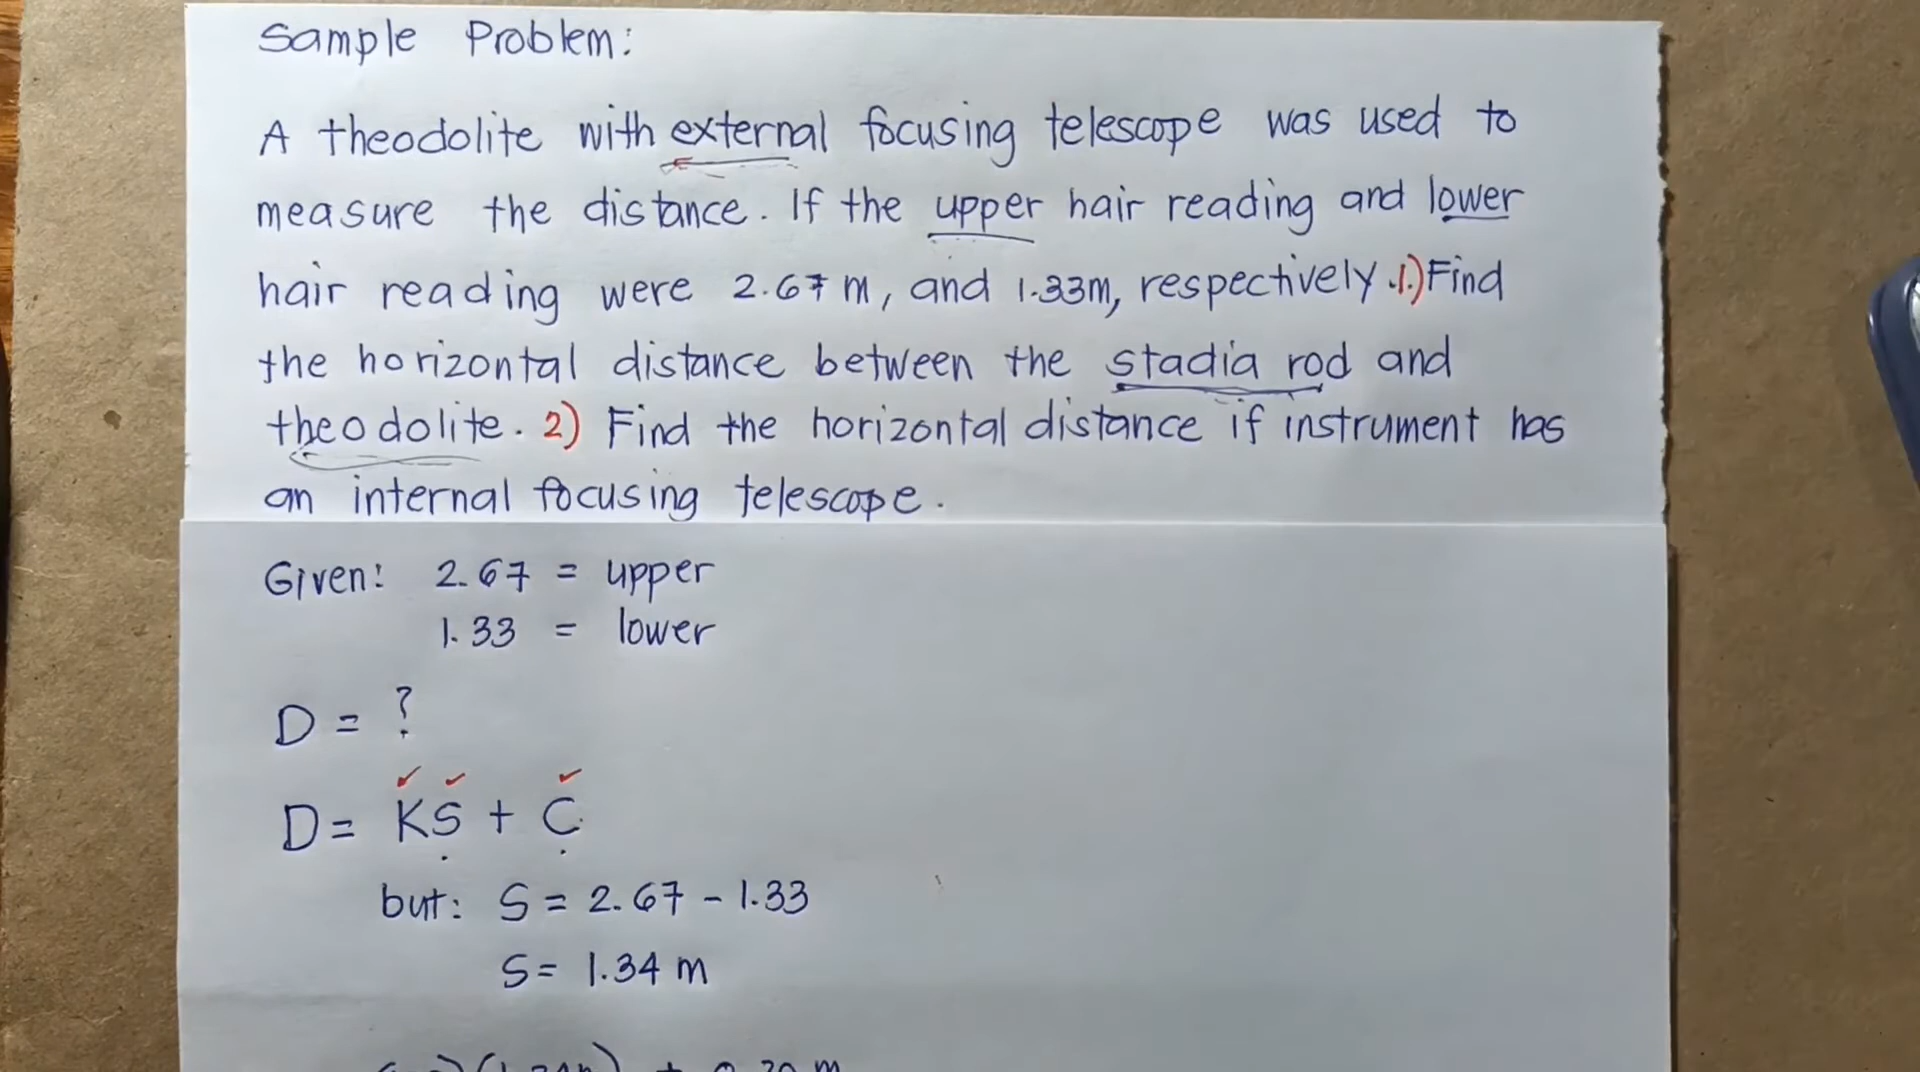 Sample Problem:
A theodolite with external focusing telescope was used to
measure the distance. If the upper hair reading and lower
hair reading were 2.67 m, and 1.33m, respectively. 1.) Find
the horizontal distance between the stadia rod and
theodolite. 2) Find the horizontal distance if instrument has
an internal focusing telescope.
Given: 2.67 = upper
1.33 = lower
D = ?
D = KS + C
but: S = 2.67 - 1.33
S = 1.34 m